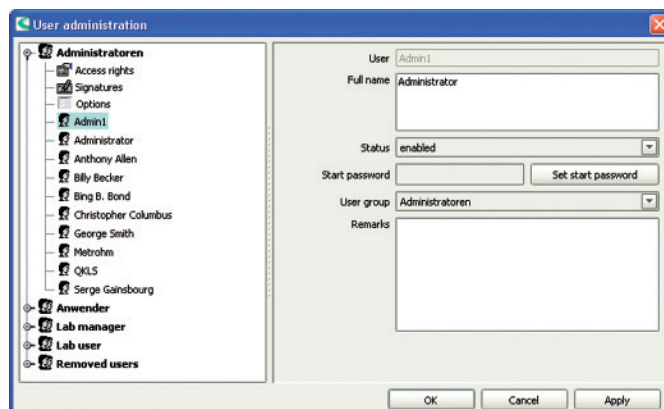 User administration
Administratoren
Access rights
Signatures
Options
Admin1
Administrator
Anthony Allen
Billy Becker
Bing B. Bond
Christopher Columbus
George Smith
Metrohm
QKLS
Serge Gainsbourg
Anwender
Lab manager
Lab user
Removed users
User Admin1
Full name Administrator
Status enabled
Start password Set start password
User group Administratoren
Remarks
OK Cancel Apply